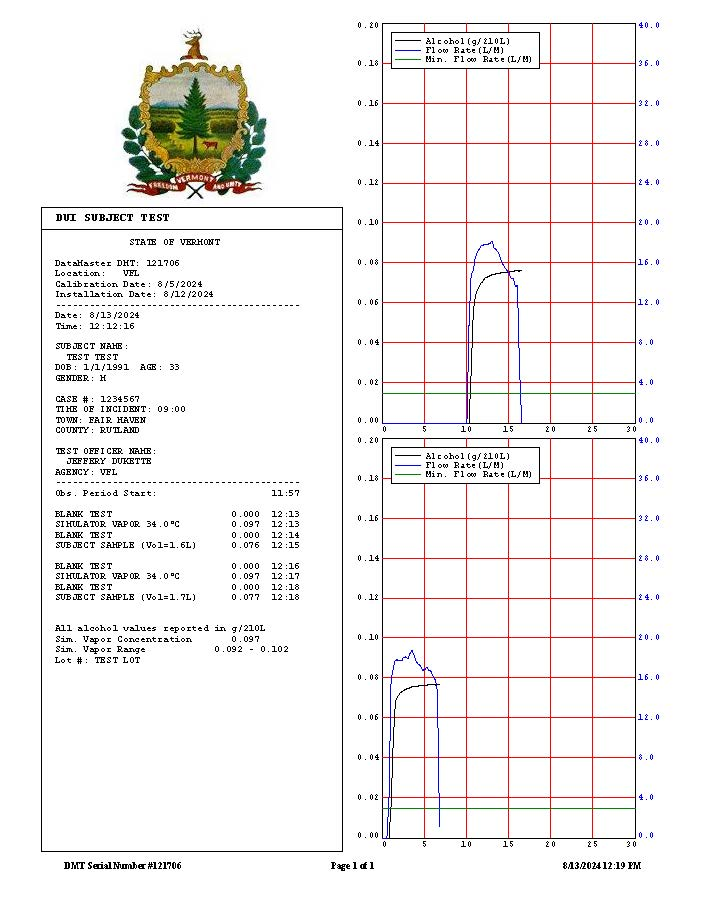 FREEDOM VERMONT AND UNITY
DUI SUBJECT TEST
STATE OF VERMONT
DataMaster DMT: 121706
Location: VFL
Calibration Date: 8/5/2024
Installation Date: 8/12/2024
-----------------------------------------
Date: 8/13/2024
Time: 12:12:16
SUBJECT NAME:
TEST TEST
DOB: 1/1/1991 AGE: 33
GENDER: M
CASE #: 1234567
TIME OF INCIDENT: 09:00
TOWN: FAIR HAVEN
COUNTY: RUTLAND
TEST OFFICER NAME:
JEFFERY DUKETTE
AGENCY: VFL
-----------------------------------------
Obs. Period Start: 11:57
BLANK TEST 0.000 12:13
SIMULATOR VAPOR 34.0°C 0.097 12:13
BLANK TEST 0.000 12:14
SUBJECT SAMPLE (Vol=1.6L) 0.076 12:15
BLANK TEST 0.000 12:16
SIMULATOR VAPOR 34.0°C 0.097 12:17
BLANK TEST 0.000 12:18
SUBJECT SAMPLE (Vol=1.7L) 0.077 12:18
All alcohol values reported in g/210L
Sim. Vapor Concentration 0.097
Sim. Vapor Range 0.092 - 0.102
Lot #: TEST LOT
0.20 40.0
Alcohol(g/210L)
Flow Rate(L/M)
Min. Flow Rate(L/M)
0.18 36.0
0.16 32.0
0.14 28.0
0.12 24.0
0.10 20.0
0.08 16.0
0.06 12.0
0.04 8.0
0.02 4.0
0.00 0.0
0 5 10 15 20 25 30
0.20 40.0
Alcohol(g/210L)
Flow Rate(L/M)
Min. Flow Rate(L/M)
0.18 36.0
0.16 32.0
0.14 28.0
0.12 24.0
0.10 20.0
0.08 16.0
0.06 12.0
0.04 8.0
0.02 4.0
0.00 0.0
0 5 10 15 20 25 30
DMT Serial Number #121706 Page 1 of 1 8/13/2024 12:19 PM